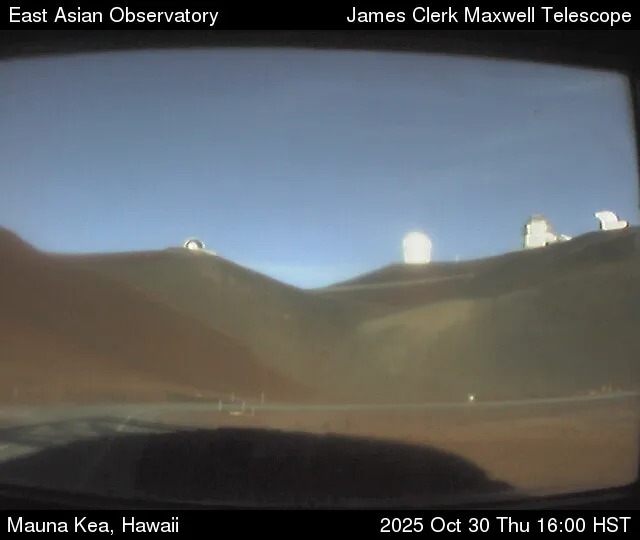 East Asian Observatory
James Clerk Maxwell Telescope
Mauna Kea, Hawaii
2025 Oct 30 Thu 16:00 HST